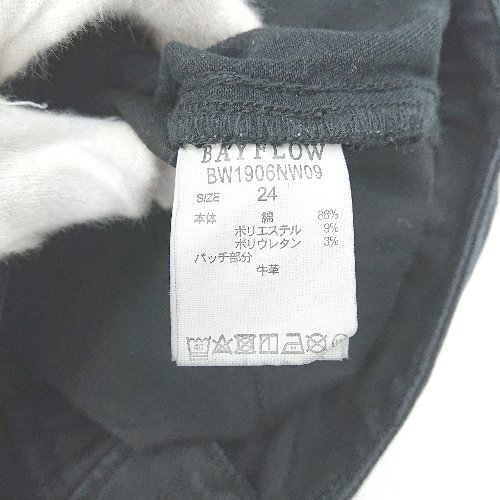 BAYFLOW
BW1906NW09
SIZE 24
本体 綿 88%
ポリエステル 9%
ポリウレタン 3%
パッチ部分
牛革
40